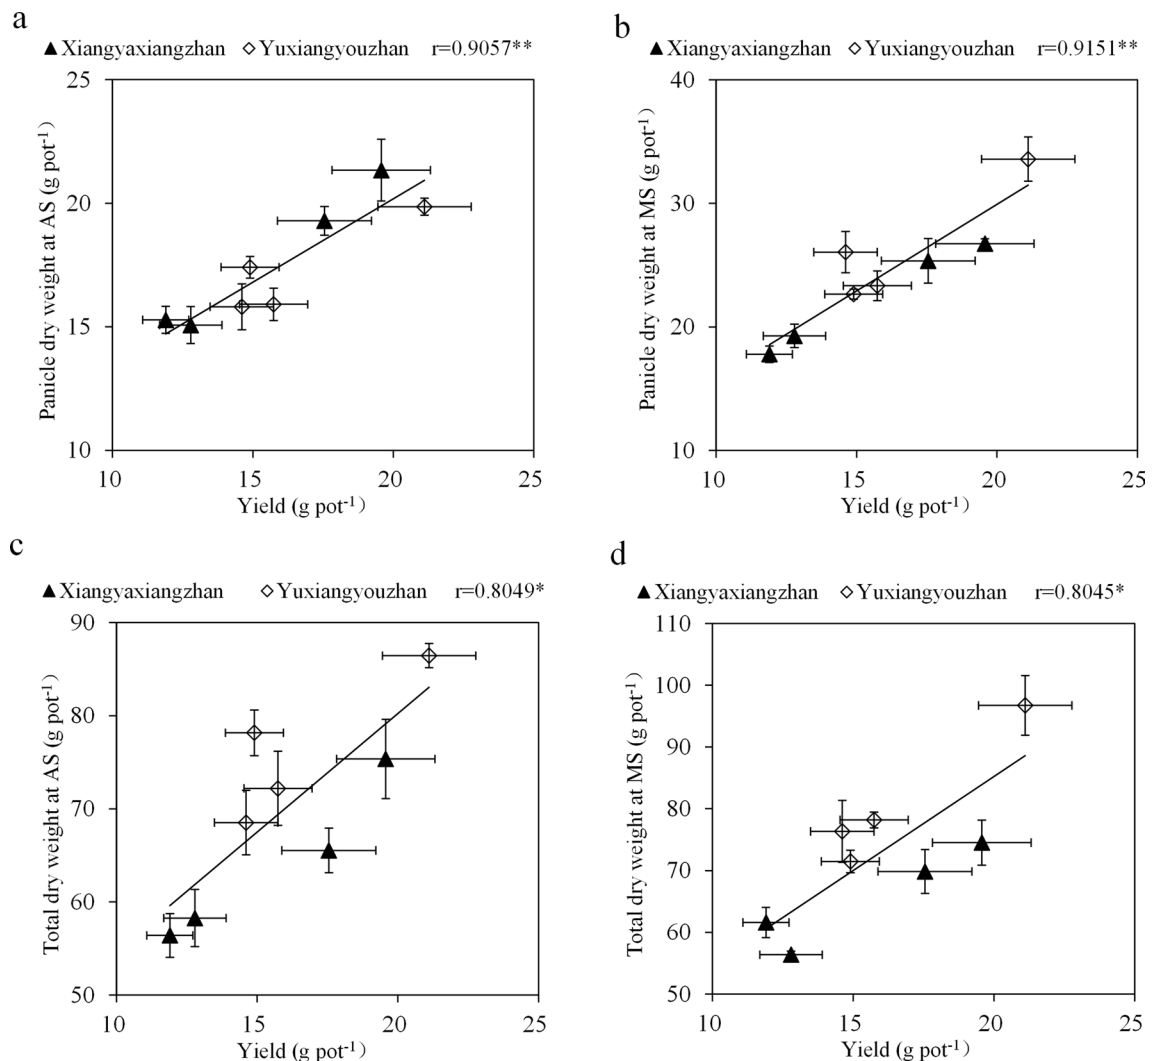 a
▲Xiangyaxiangzhan ◇Yuxiangyouzhan r=0.9057**
Panicle dry weight at AS (g pot⁻¹)
25
20
15
10
10 15 20 25
Yield (g pot⁻¹)
b
▲Xiangyaxiangzhan ◇Yuxiangyouzhan r=0.9151**
Panicle dry weight at MS (g pot⁻¹)
40
30
20
10
10 15 20 25
Yield (g pot⁻¹)
c
▲Xiangyaxiangzhan ◇Yuxiangyouzhan r=0.8049*
Total dry weight at AS (g pot⁻¹)
90
80
70
60
50
10 15 20 25
Yield (g pot⁻¹)
d
▲Xiangyaxiangzhan ◇Yuxiangyouzhan r=0.8045*
Total dry weight at MS (g pot⁻¹)
110
100
90
80
70
60
50
10 15 20 25
Yield (g pot⁻¹)